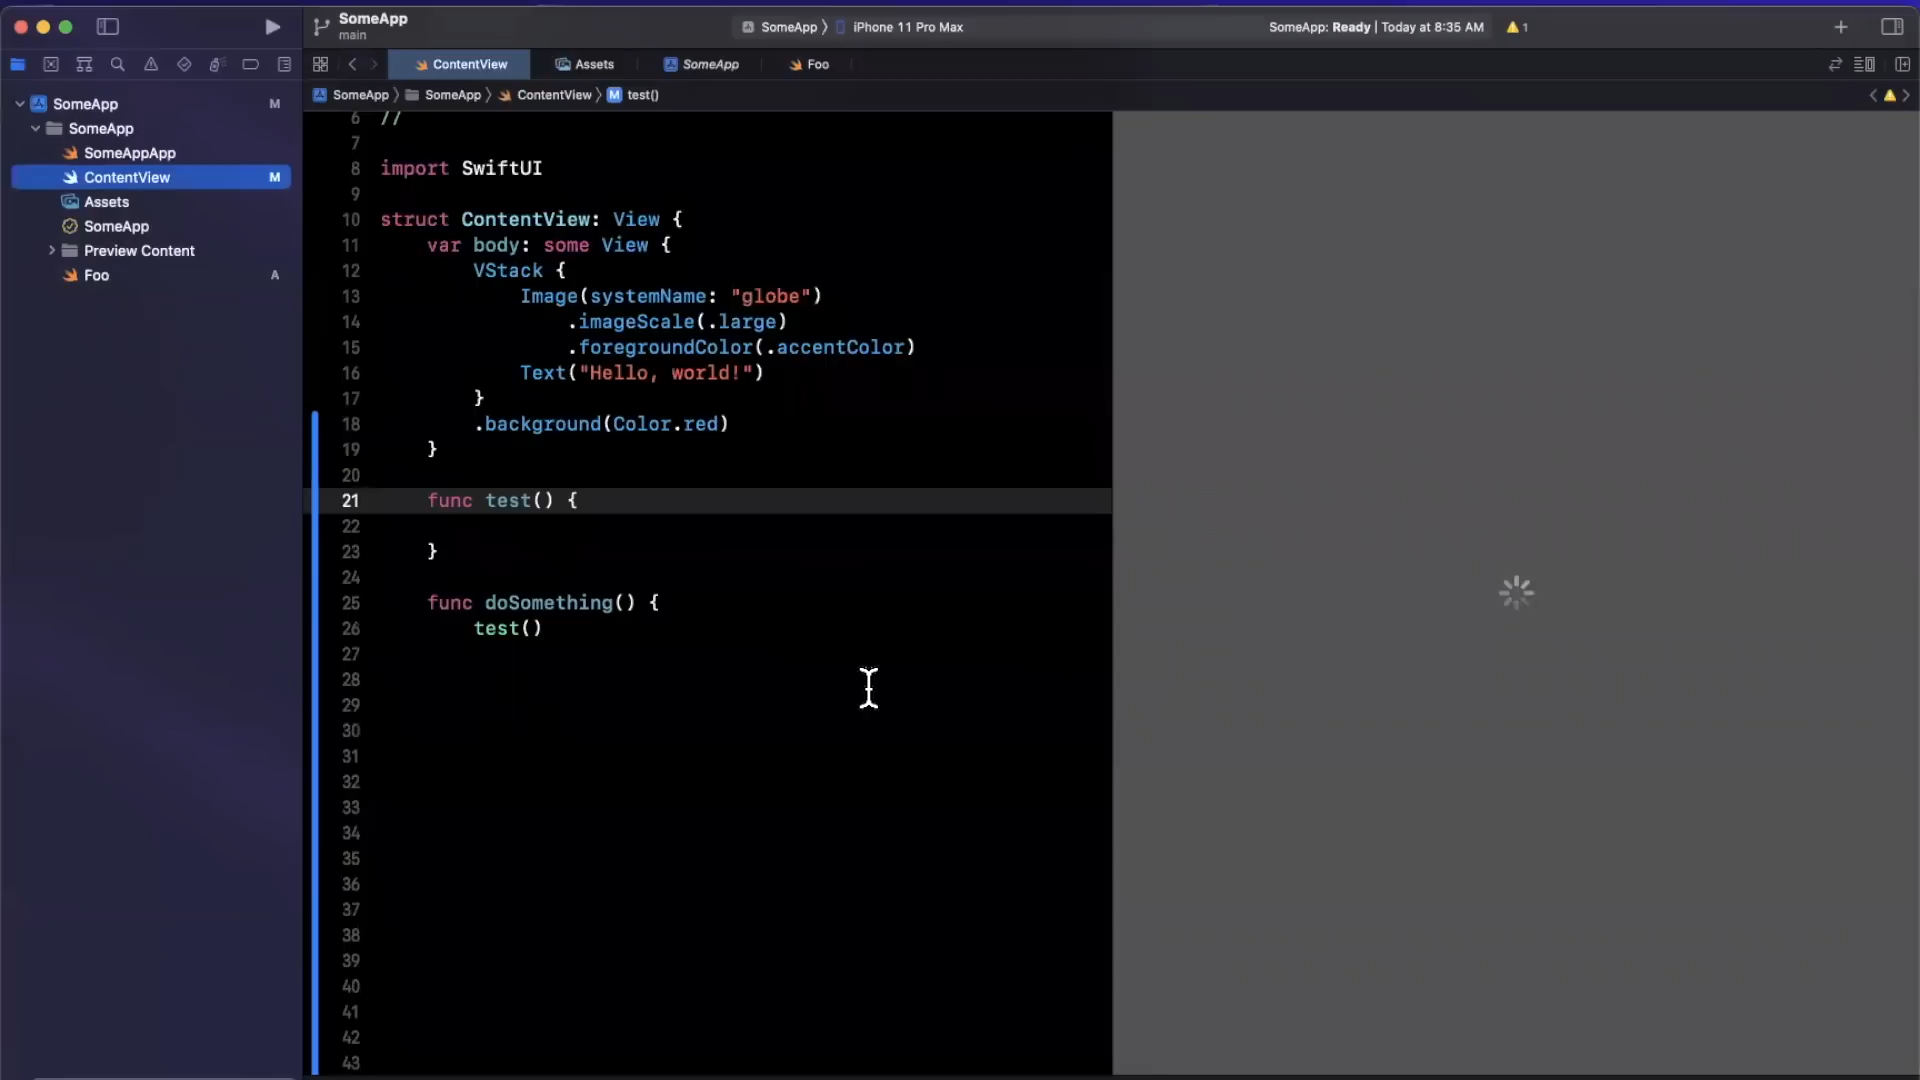 SomeApp
main
SomeApp 〉 iPhone 11 Pro Max
SomeApp: Ready | Today at 8:35 AM
1
ContentView
Assets
SomeApp
Foo
SomeApp 〉 SomeApp 〉 ContentView 〉 M test()
SomeApp M
SomeApp
SomeAppApp
ContentView M
Assets
SomeApp
Preview Content
Foo A
6 //
7
8 import SwiftUI
9
10 struct ContentView: View {
11 var body: some View {
12 VStack {
13 Image(systemName: "globe")
14 .imageScale(.large)
15 .foregroundColor(.accentColor)
16 Text("Hello, world!")
17 }
18 .background(Color.red)
19 }
20
21 func test() {
22
23 }
24
25 func doSomething() {
26 test()
27
28
29
30
31
32
33
34
35
36
37
38
39
40
41
42
43